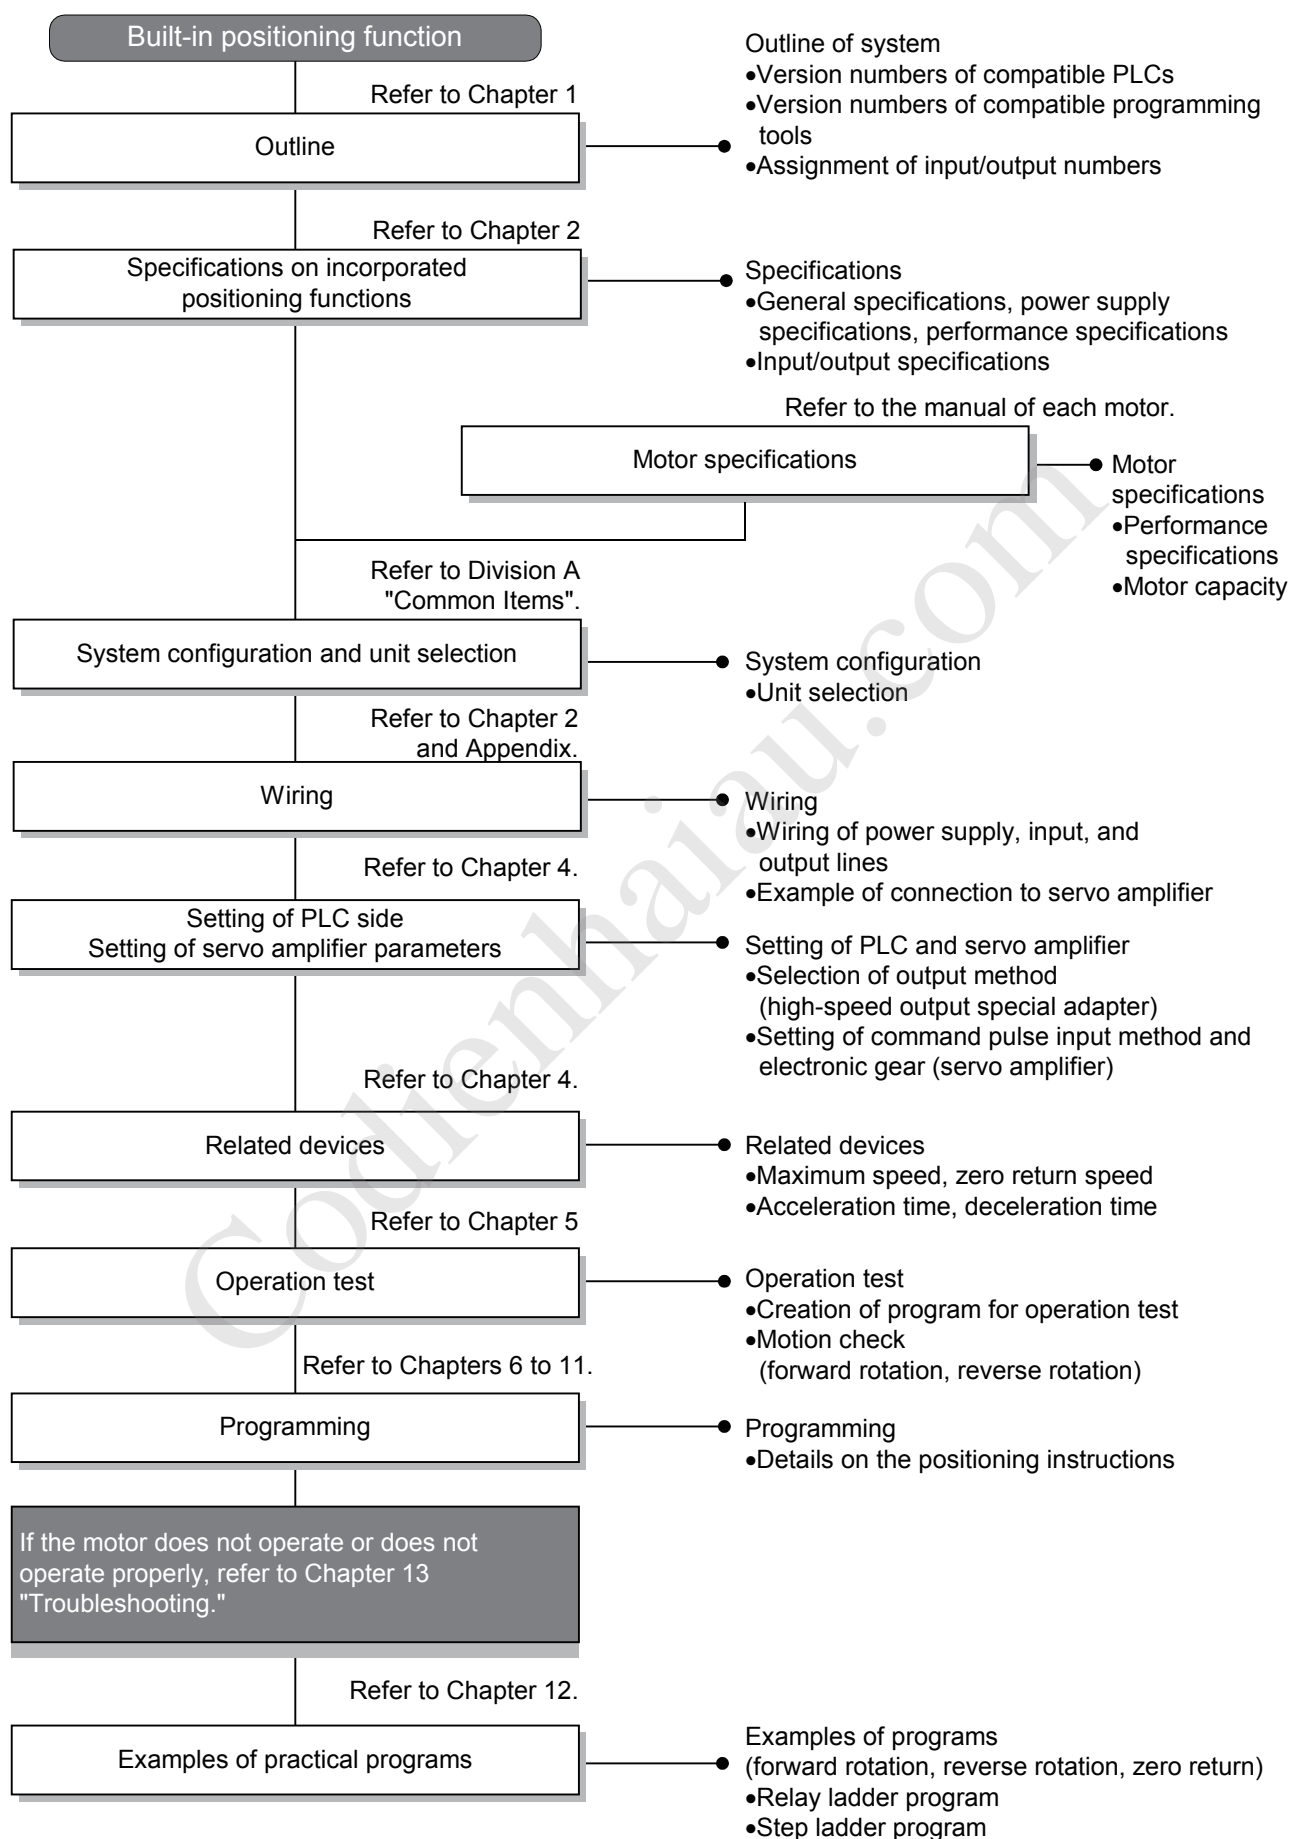 Built-in positioning function
Refer to Chapter 1
Outline
Outline of system
•Version numbers of compatible PLCs
•Version numbers of compatible programming
tools
•Assignment of input/output numbers
Refer to Chapter 2
Specifications on incorporated
positioning functions
Specifications
•General specifications, power supply
specifications, performance specifications
•Input/output specifications
Refer to the manual of each motor.
Motor specifications
Motor
specifications
•Performance
specifications
•Motor capacity
Refer to Division A
"Common Items".
System configuration and unit selection
System configuration
•Unit selection
Refer to Chapter 2
and Appendix.
Wiring
Wiring
•Wiring of power supply, input, and
output lines
•Example of connection to servo amplifier
Refer to Chapter 4.
Setting of PLC side
Setting of servo amplifier parameters
Setting of PLC and servo amplifier
•Selection of output method
(high-speed output special adapter)
•Setting of command pulse input method and
electronic gear (servo amplifier)
Refer to Chapter 4.
Related devices
Related devices
•Maximum speed, zero return speed
•Acceleration time, deceleration time
Refer to Chapter 5
Operation test
Operation test
•Creation of program for operation test
•Motion check
(forward rotation, reverse rotation)
Refer to Chapters 6 to 11.
Programming
Programming
•Details on the positioning instructions
If the motor does not operate or does not
operate properly, refer to Chapter 13
"Troubleshooting."
Refer to Chapter 12.
Examples of practical programs
Examples of programs
(forward rotation, reverse rotation, zero return)
•Relay ladder program
•Step ladder program
Codienhaiau.com